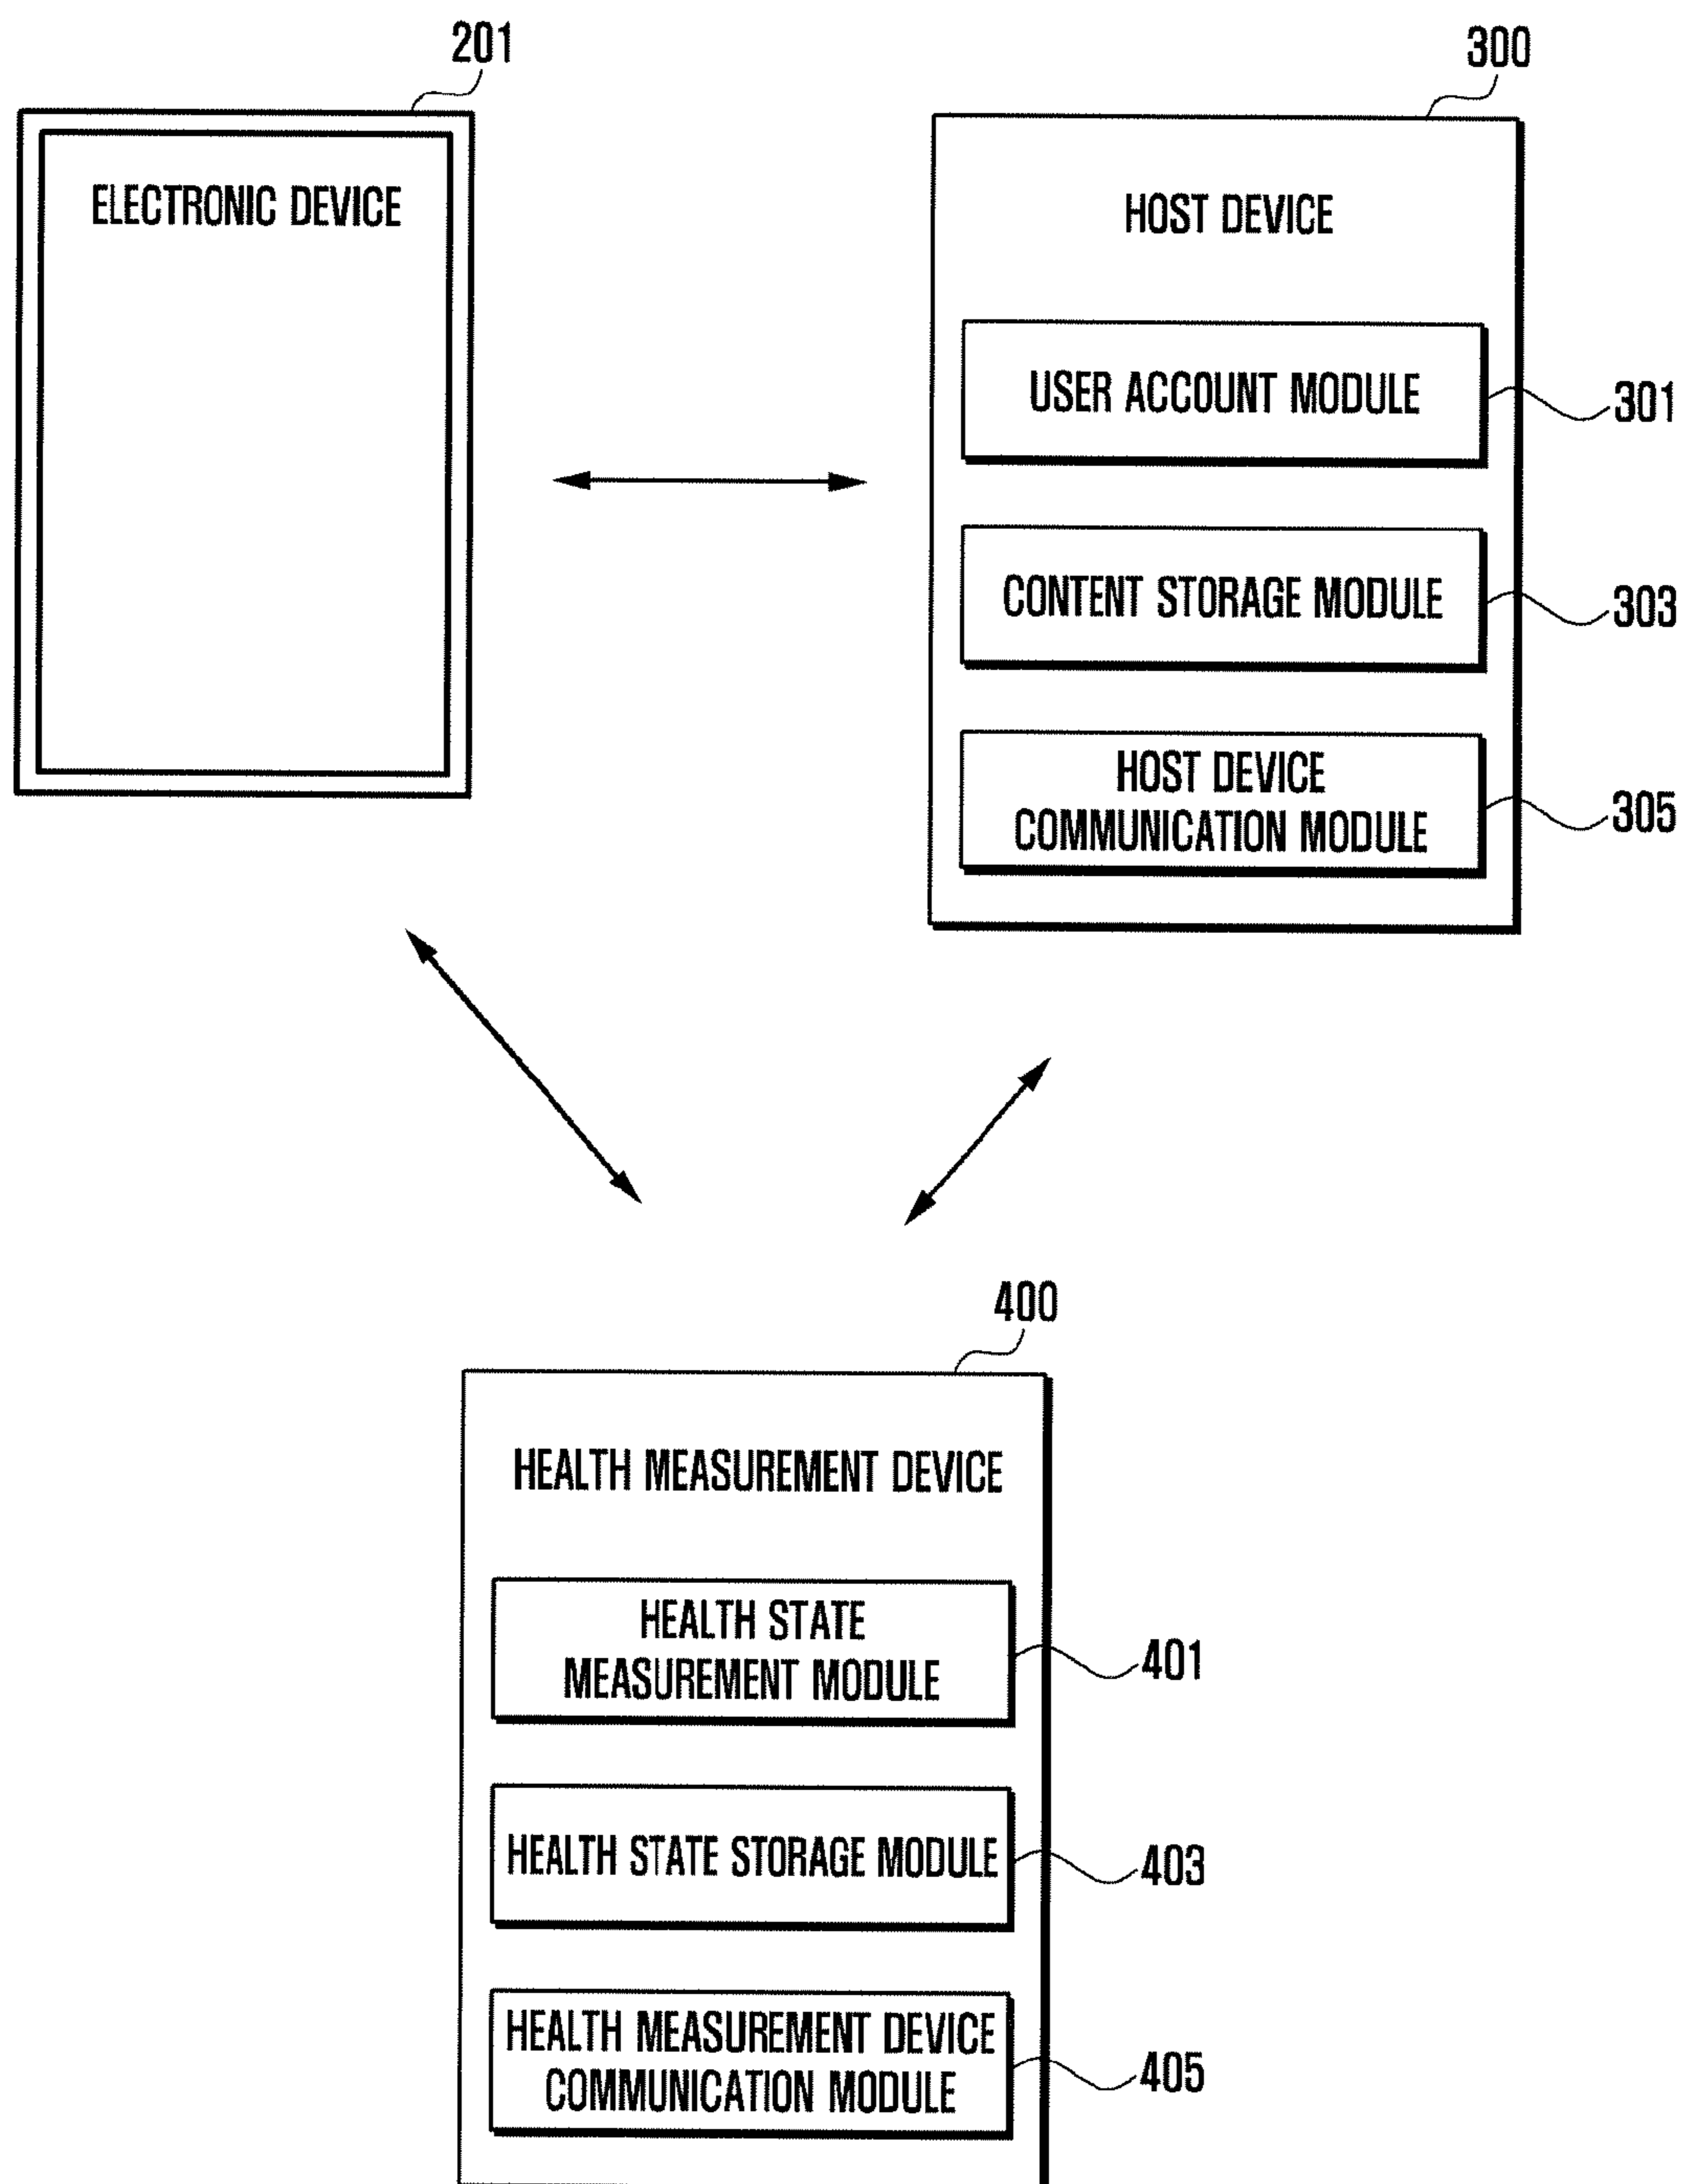 201
ELECTRONIC DEVICE
300
HOST DEVICE
USER ACCOUNT MODULE
301
CONTENT STORAGE MODULE
303
HOST DEVICE
COMMUNICATION MODULE
305
400
HEALTH MEASUREMENT DEVICE
HEALTH STATE
MEASUREMENT MODULE
401
HEALTH STATE STORAGE MODULE
403
HEALTH MEASUREMENT DEVICE
COMMUNICATION MODULE
405